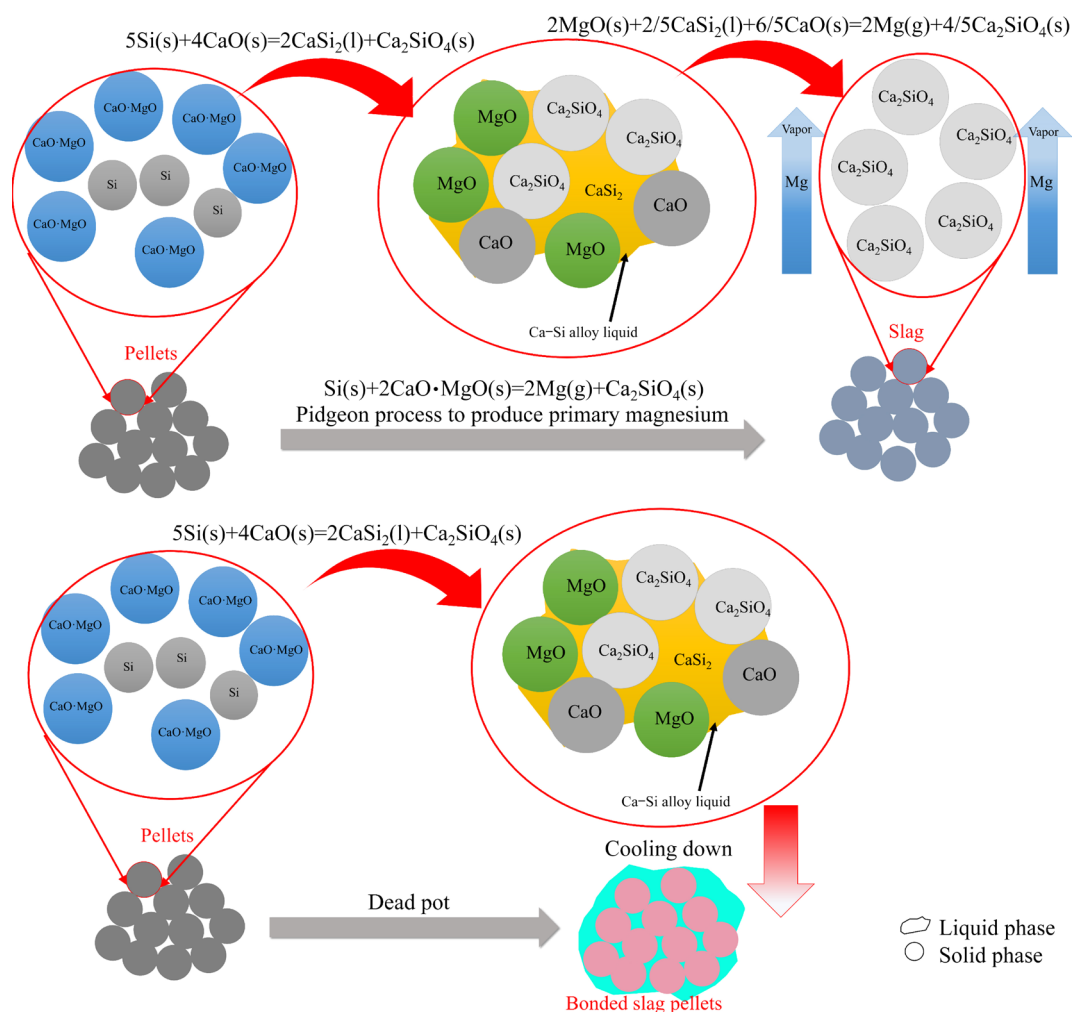 2MgO(s)+2/5CaSi₂(l)+6/5CaO(s)=2Mg(g)+4/5Ca₂SiO₄(s)
5Si(s)+4CaO(s)=2CaSi₂(l)+Ca₂SiO₄(s)
CaO·MgO
CaO·MgO
CaO·MgO
CaO·MgO
Si
Si
Si
CaO·MgO
CaO·MgO
MgO
Ca₂SiO₄
Ca₂SiO₄
MgO
Ca₂SiO₄
CaSi₂
CaO
CaO
MgO
Ca−Si alloy liquid
Ca₂SiO₄
Vapor
Mg
Ca₂SiO₄
Ca₂SiO₄
Ca₂SiO₄
Ca₂SiO₄
Vapor
Mg
Pellets
Slag
Si(s)+2CaO•MgO(s)=2Mg(g)+Ca₂SiO₄(s)
Pidgeon process to produce primary magnesium
5Si(s)+4CaO(s)=2CaSi₂(l)+Ca₂SiO₄(s)
CaO·MgO
CaO·MgO
CaO·MgO
CaO·MgO
Si
Si
Si
CaO·MgO
CaO·MgO
MgO
Ca₂SiO₄
Ca₂SiO₄
MgO
Ca₂SiO₄
CaSi₂
CaO
CaO
MgO
Ca−Si alloy liquid
Pellets
Cooling down
Dead pot
Bonded slag pellets
Liquid phase
Solid phase